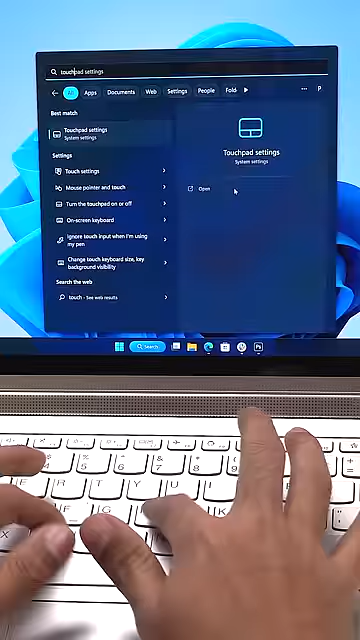 touchpad settings
All Apps Documents Web Settings People Fold ... P
Best match
Touchpad settings
System settings
Settings
Touch settings
Mouse pointer and touch
Turn the touchpad on or off
On-screen keyboard
Ignore touch input when I'm using
my pen
Change touch keyboard size, key
background visibility
Search the web
touch - See web results
Touchpad settings
System settings
Open
Search
Ps
& 7
* 8
E R T Y U I
F G K
X